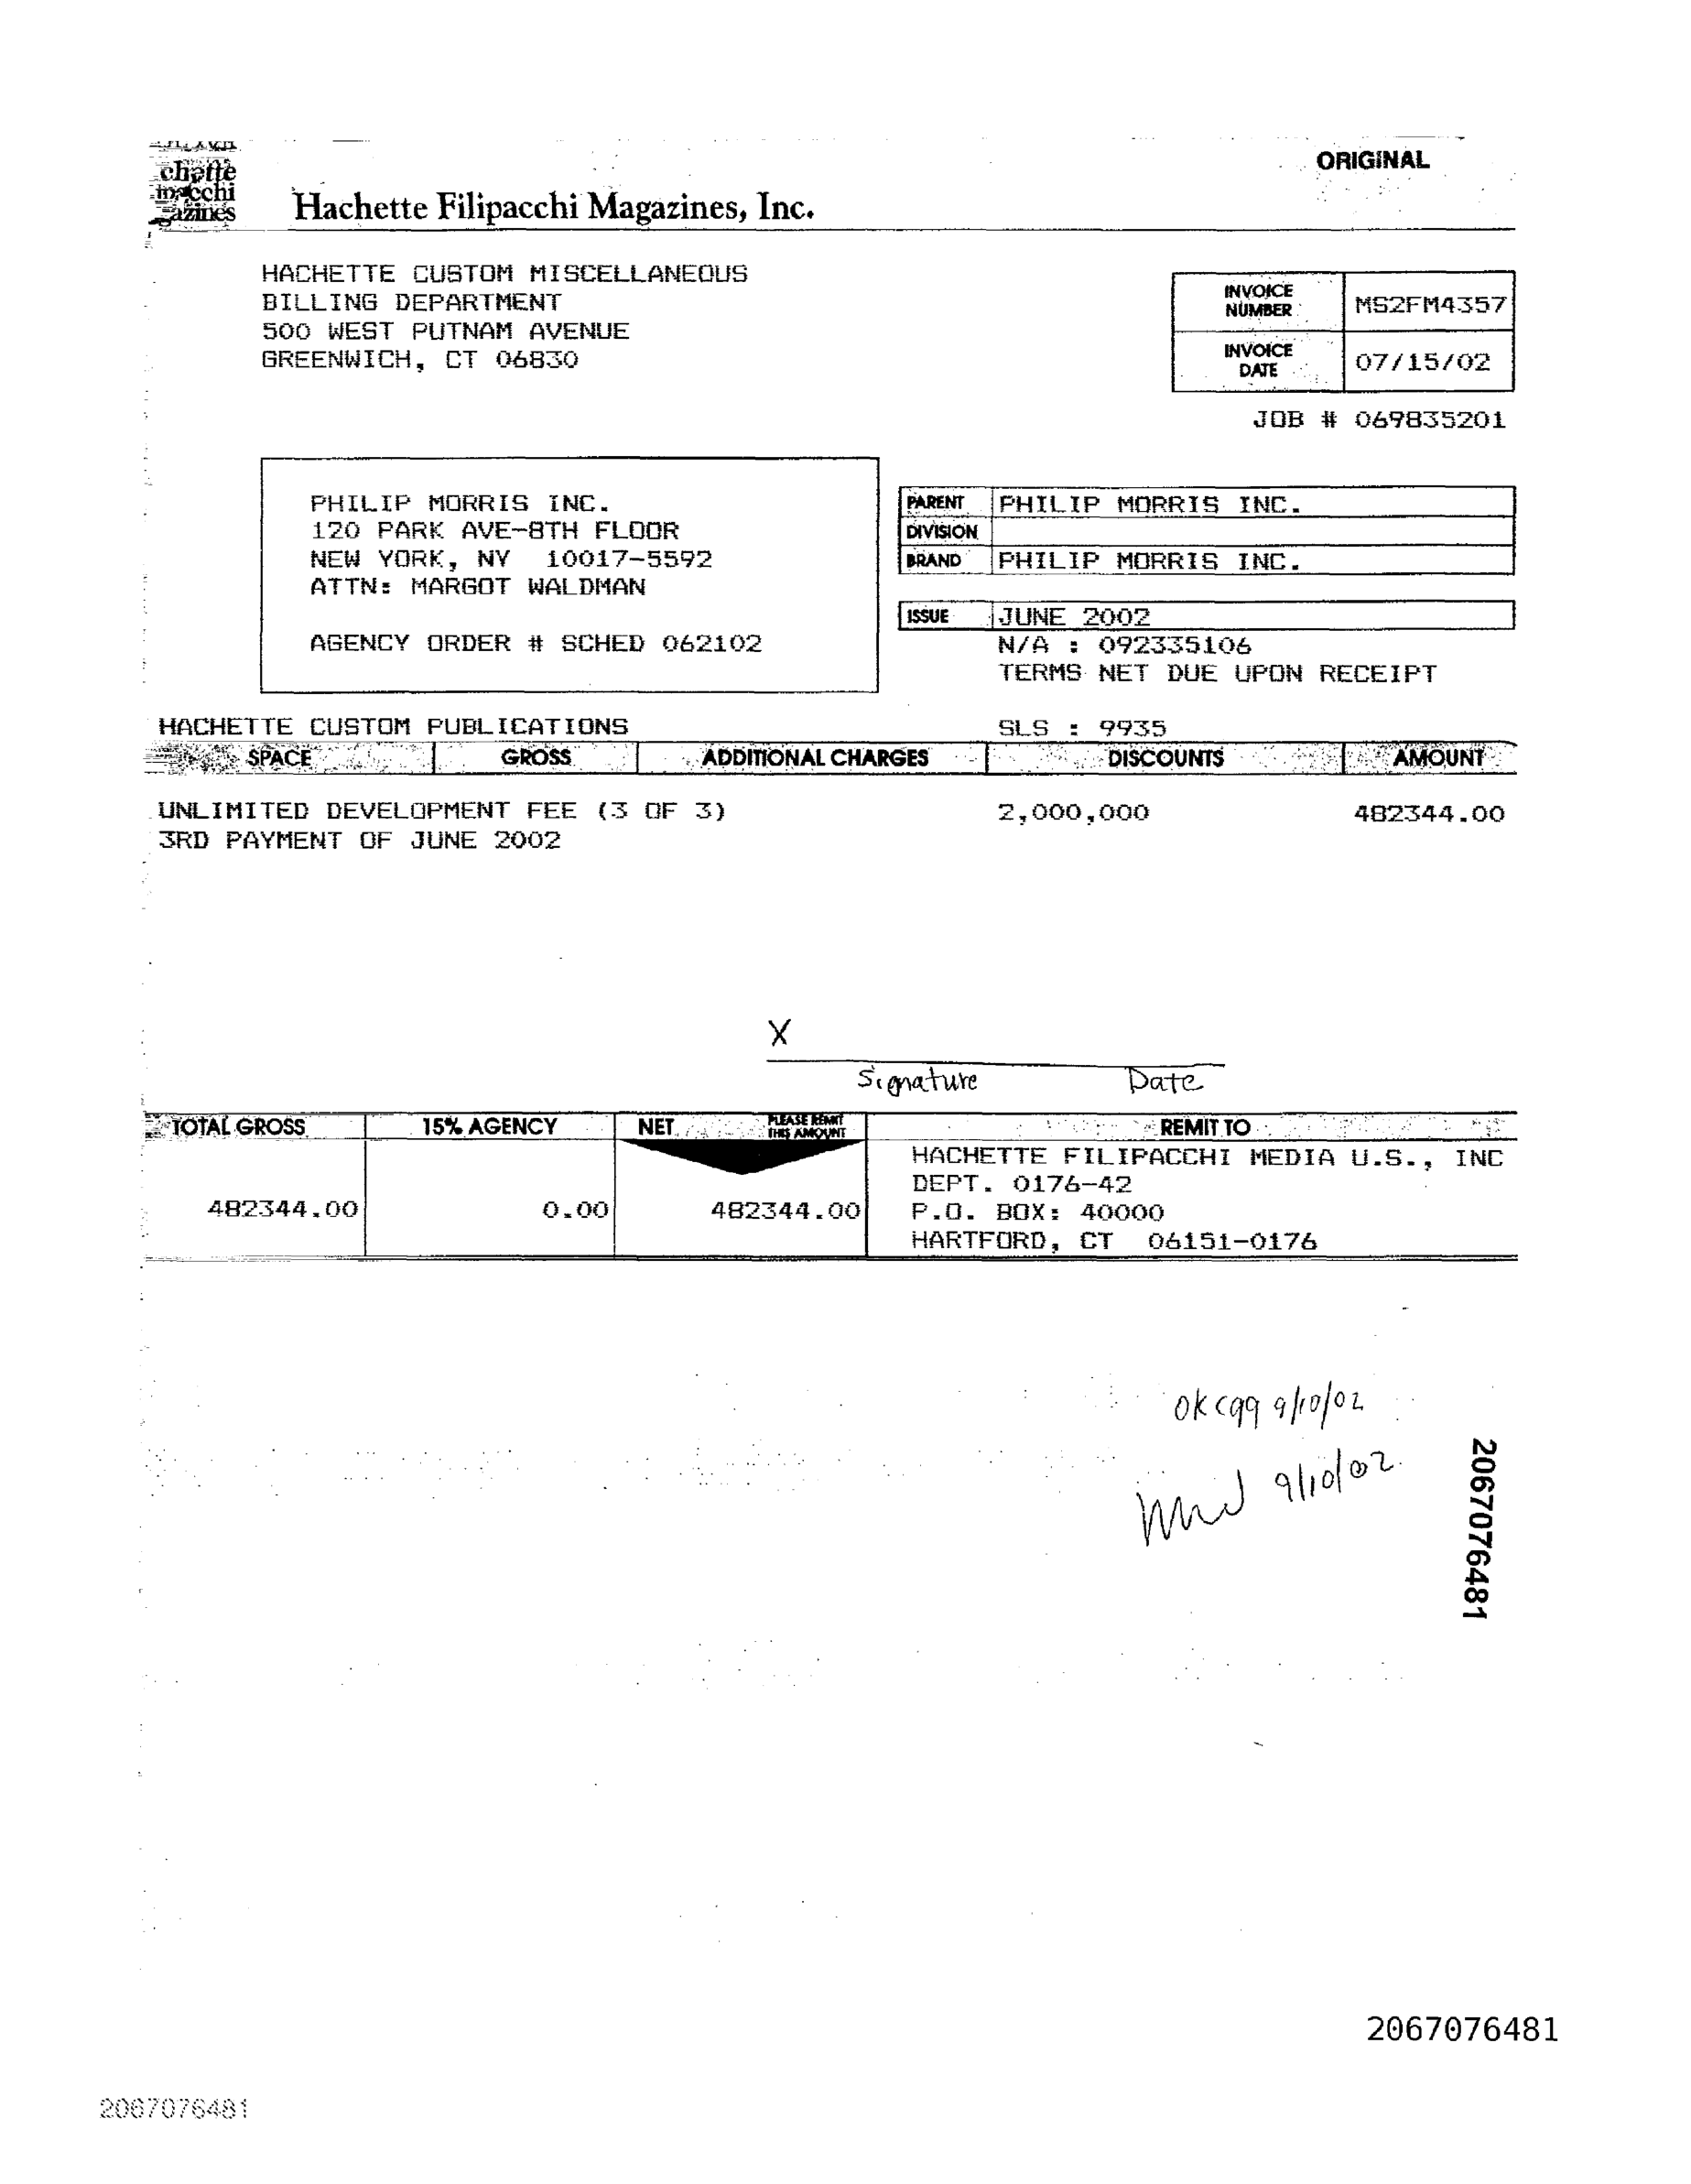 chette
azines
ORIGINAL
Hachette Filipacchi Magazines, Inc.
HACHETTE CUSTOM MISCELLANEOUS
BILLING DEPARTMENT
500 WEST PUTNAM AVENUE
GREENWICH, CT 06830
INVOICE NUMBER MS2FM4357
INVOICE DATE 07/15/02
JOB # 069835201
PHILIP MORRIS INC.
120 PARK AVE-8TH FLOOR
NEW YORK, NY 10017-5592
ATTN: MARGOT WALDMAN
AGENCY ORDER # SCHED 062102
PARENT PHILIP MORRIS INC.
DIVISION
BRAND PHILIP MORRIS INC.
ISSUE JUNE 2002
N/A : 092335106
TERMS NET DUE UPON RECEIPT
HACHETTE CUSTOM PUBLICATIONS SLS : 9935
SPACE GROSS ADDITIONAL CHARGES DISCOUNTS AMOUNT
UNLIMITED DEVELOPMENT FEE (3 OF 3) 2,000,000 482344.00
3RD PAYMENT OF JUNE 2002
X
Signature Date
TOTAL GROSS 15% AGENCY NET PLEASE REMIT THIS AMOUNT REMIT TO
HACHETTE FILIPACCHI MEDIA U.S., INC
DEPT. 0176-42
482344.00 0.00 482344.00 P.O. BOX: 40000
HARTFORD, CT 06151-0176
OK cgg 9/10/02
9/10/02
2067076481
2067076481
2067076481